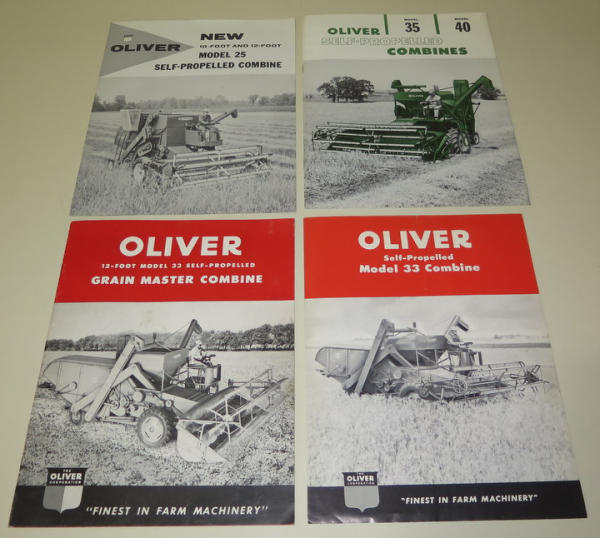 OLIVER
NEW
10-FOOT AND 12-FOOT
MODEL 25
SELF-PROPELLED COMBINE
OLIVER
MODEL
35
MODEL
40
SELF-PROPELLED
COMBINES
OLIVER
12-FOOT MODEL 33 SELF-PROPELLED
GRAIN MASTER COMBINE
THE
OLIVER
CORPORATION
"FINEST IN FARM MACHINERY"
OLIVER
Self-Propelled
Model 33 Combine
THE
OLIVER
CORPORATION
"FINEST IN FARM MACHINERY"